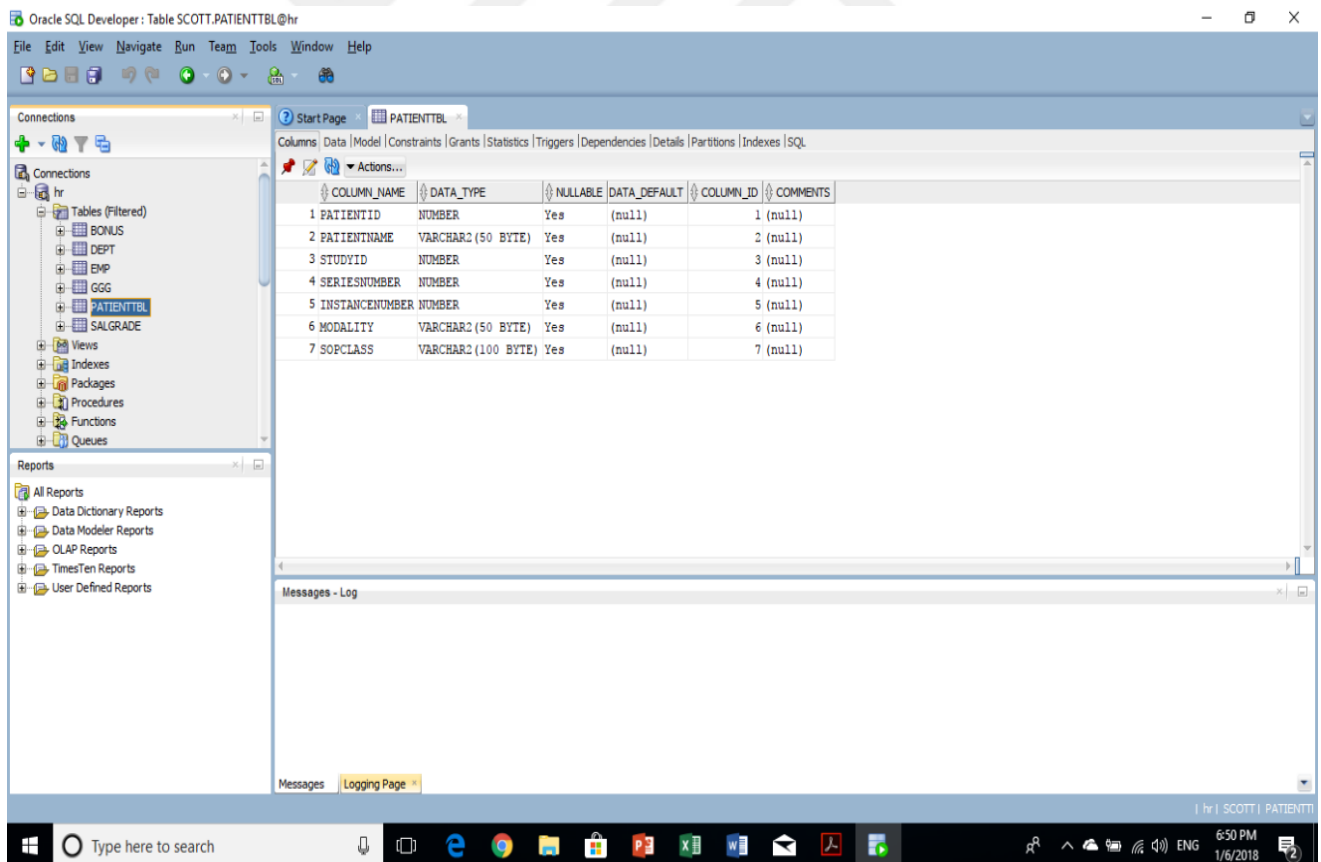 Oracle SQL Developer : Table SCOTT.PATIENTTBL@hr
File Edit View Navigate Run Team Tools Window Help
Connections
Connections
hr
Tables (Filtered)
BONUS
DEPT
EMP
GGG
PATIENTTBL
SALGRADE
Views
Indexes
Packages
Procedures
Functions
Queues
Reports
All Reports
Data Dictionary Reports
Data Modeler Reports
OLAP Reports
TimesTen Reports
User Defined Reports
Start Page PATIENTTBL
Columns Data |Model |Constraints |Grants |Statistics |Triggers |Dependencies |Details |Partitions |Indexes |SQL
Actions...
COLUMN_NAME DATA_TYPE NULLABLE DATA_DEFAULT COLUMN_ID COMMENTS
1 PATIENTID NUMBER Yes (null) 1 (null)
2 PATIENTNAME VARCHAR2(50 BYTE) Yes (null) 2 (null)
3 STUDYID NUMBER Yes (null) 3 (null)
4 SERIESNUMBER NUMBER Yes (null) 4 (null)
5 INSTANCENUMBER NUMBER Yes (null) 5 (null)
6 MODALITY VARCHAR2(50 BYTE) Yes (null) 6 (null)
7 SOPCLASS VARCHAR2(100 BYTE) Yes (null) 7 (null)
Messages - Log
Messages Logging Page
| hr | SCOTT | PATIENTT
Type here to search
ENG
6:50 PM
1/6/2018